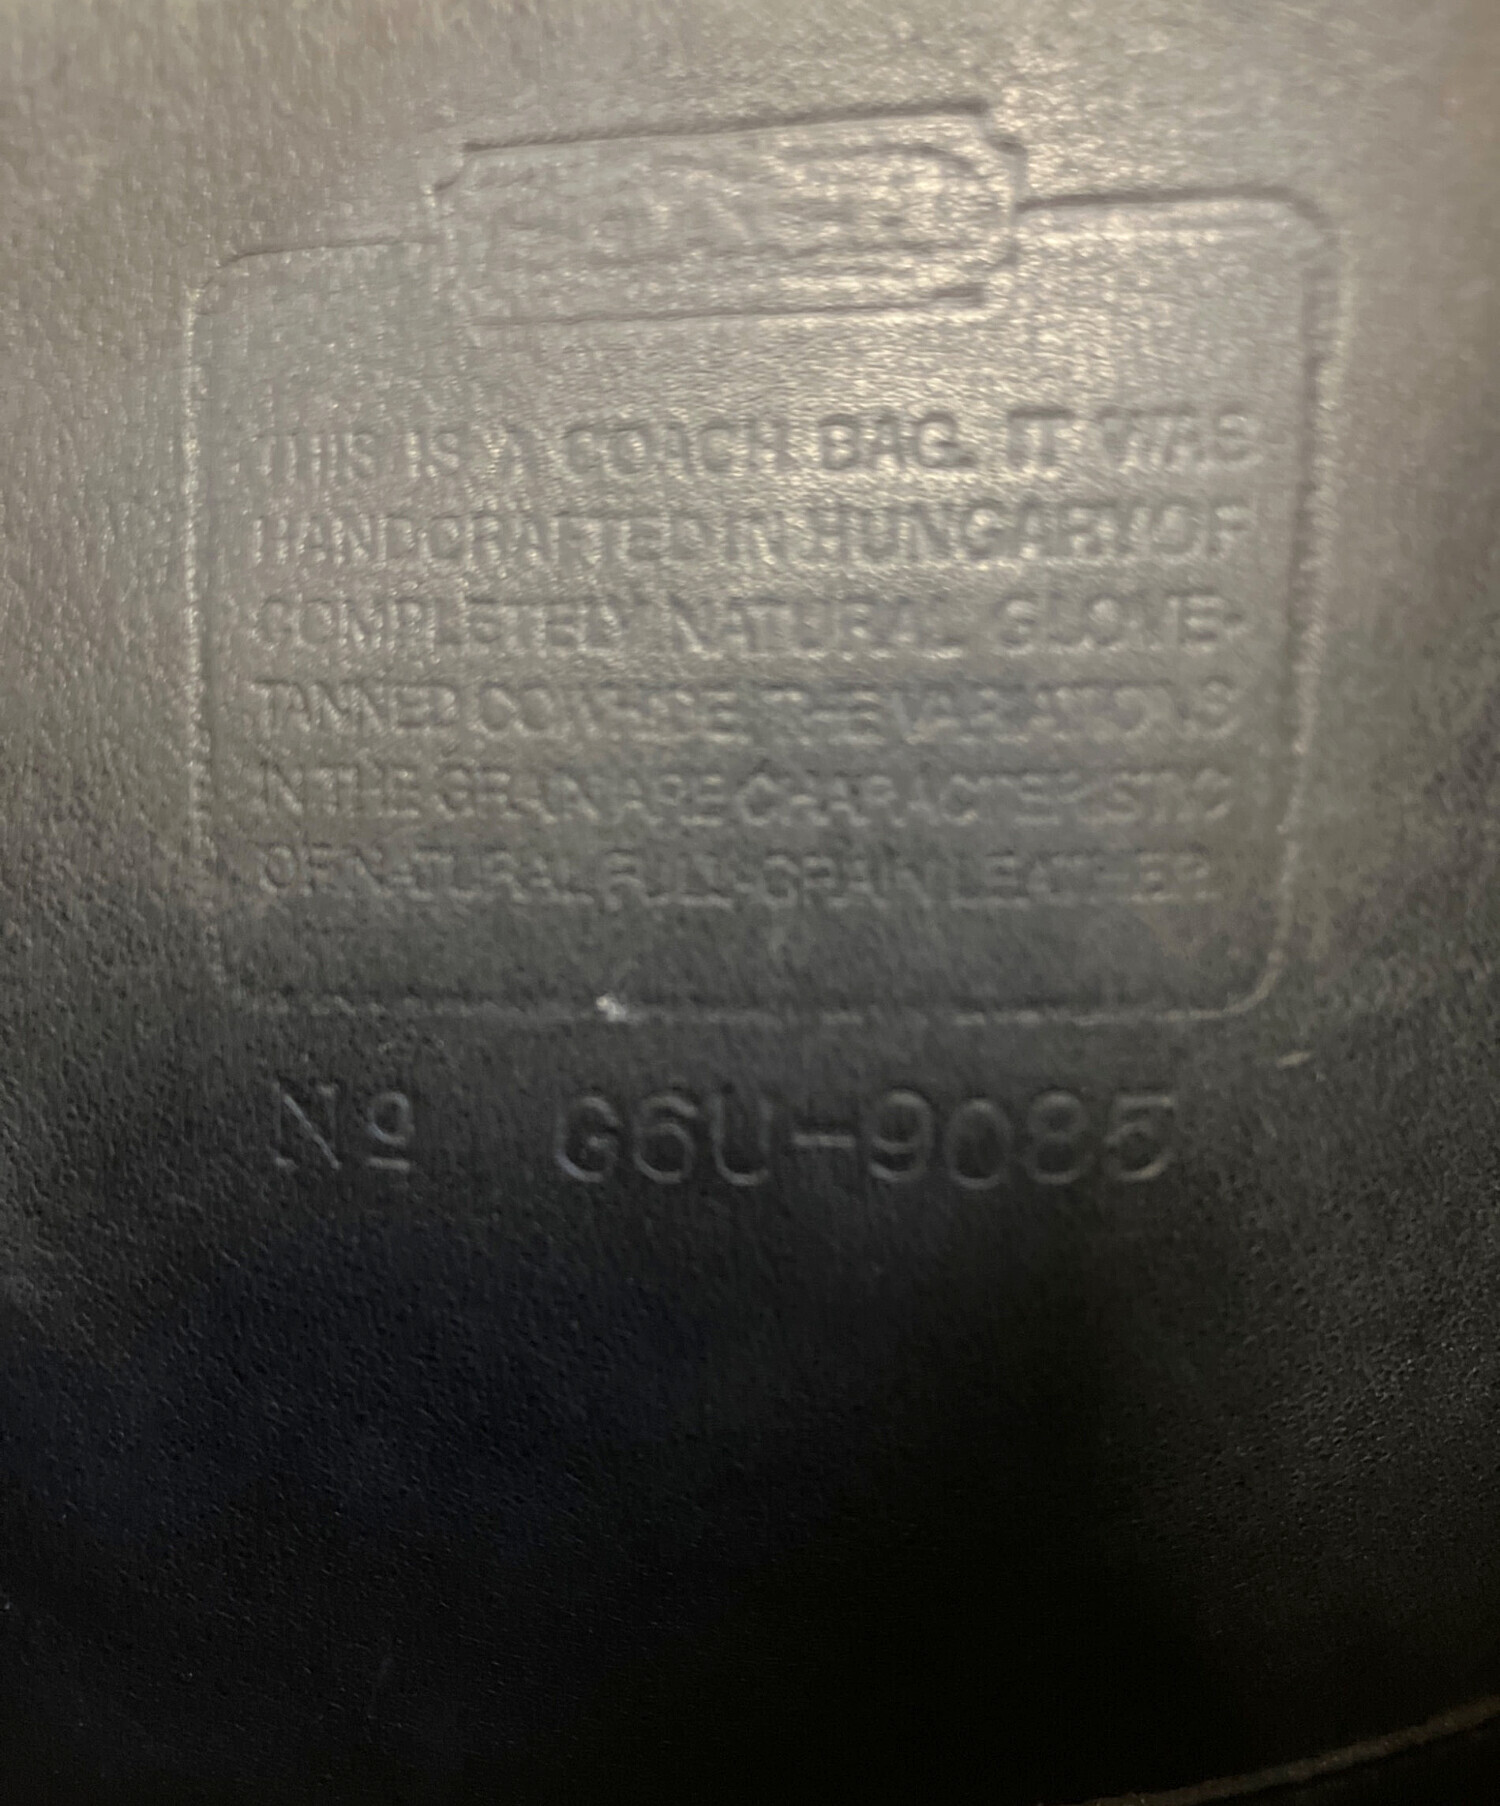 COACH
THIS IS A COACH BAG. IT WAS
HANDCRAFTED IN HUNGARY OF
COMPLETELY NATURAL GLOVE-
TANNED COWHIDE THE VARIATIONS
IN THE GRAIN ARE CHARACTERISTIC
OF NATURAL FULL-GRAIN LEATHER.
Nº G6U-9085